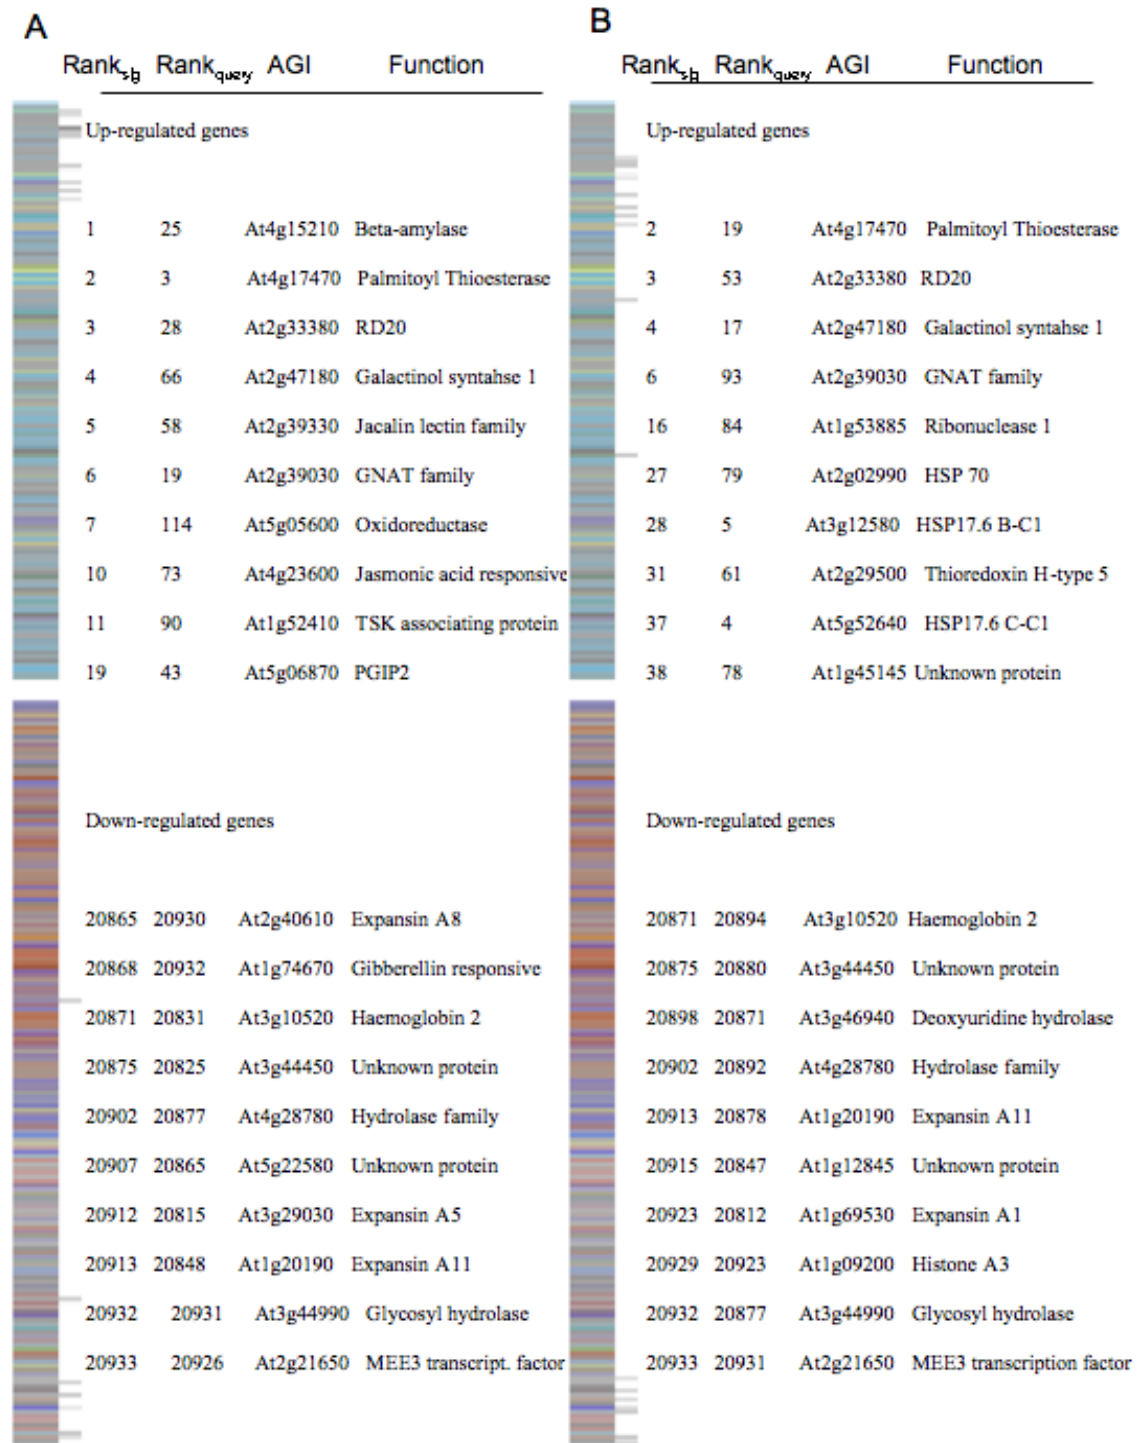 A
Rank_sig Rank_query AGI Function
Up-regulated genes
1 25 At4g15210 Beta-amylase
2 3 At4g17470 Palmitoyl Thioesterase
3 28 At2g33380 RD20
4 66 At2g47180 Galactinol syntahse 1
5 58 At2g39330 Jacalin lectin family
6 19 At2g39030 GNAT family
7 114 At5g05600 Oxidoreductase
10 73 At4g23600 Jasmonic acid responsive
11 90 At1g52410 TSK associating protein
19 43 At5g06870 PGIP2
Down-regulated genes
20865 20930 At2g40610 Expansin A8
20868 20932 At1g74670 Gibberellin responsive
20871 20831 At3g10520 Haemoglobin 2
20875 20825 At3g44450 Unknown protein
20902 20877 At4g28780 Hydrolase family
20907 20865 At5g22580 Unknown protein
20912 20815 At3g29030 Expansin A5
20913 20848 At1g20190 Expansin A11
20932 20931 At3g44990 Glycosyl hydrolase
20933 20926 At2g21650 MEE3 transcript. factor
B
Rank_sig Rank_query AGI Function
Up-regulated genes
2 19 At4g17470 Palmitoyl Thioesterase
3 53 At2g33380 RD20
4 17 At2g47180 Galactinol syntahse 1
6 93 At2g39030 GNAT family
16 84 At1g53885 Ribonuclease 1
27 79 At2g02990 HSP 70
28 5 At3g12580 HSP17.6 B-C1
31 61 At2g29500 Thioredoxin H-type 5
37 4 At5g52640 HSP17.6 C-C1
38 78 At1g45145 Unknown protein
Down-regulated genes
20871 20894 At3g10520 Haemoglobin 2
20875 20880 At3g44450 Unknown protein
20898 20871 At3g46940 Deoxyuridine hydrolase
20902 20892 At4g28780 Hydrolase family
20913 20878 At1g20190 Expansin A11
20915 20847 At1g12845 Unknown protein
20923 20812 At1g69530 Expansin A1
20929 20923 At1g09200 Histone A3
20932 20877 At3g44990 Glycosyl hydrolase
20933 20931 At2g21650 MEE3 transcription factor